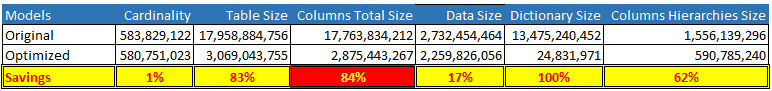 Models Cardinality Table Size Columns Total Size Data Size Dictionary Size Columns Hierarchies Size
Original 583,829,122 17,958,884,756 17,763,834,212 2,732,454,464 13,475,240,452 1,556,139,296
Optimized 580,751,023 3,069,043,755 2,875,443,267 2,259,826,056 24,831,971 590,785,240
Savings 1% 83% 84% 17% 100% 62%